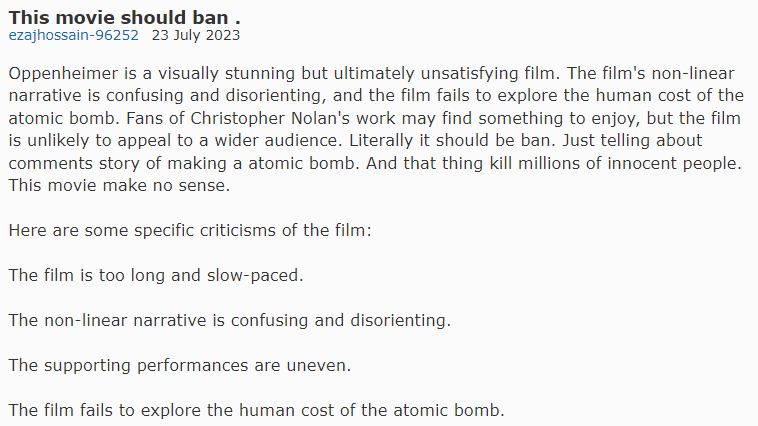 This movie should ban .
ezajhossain-96252 23 July 2023
Oppenheimer is a visually stunning but ultimately unsatisfying film. The film's non-linear
narrative is confusing and disorienting, and the film fails to explore the human cost of the
atomic bomb. Fans of Christopher Nolan's work may find something to enjoy, but the film
is unlikely to appeal to a wider audience. Literally it should be ban. Just telling about
comments story of making a atomic bomb. And that thing kill millions of innocent people.
This movie make no sense.
Here are some specific criticisms of the film:
The film is too long and slow-paced.
The non-linear narrative is confusing and disorienting.
The supporting performances are uneven.
The film fails to explore the human cost of the atomic bomb.